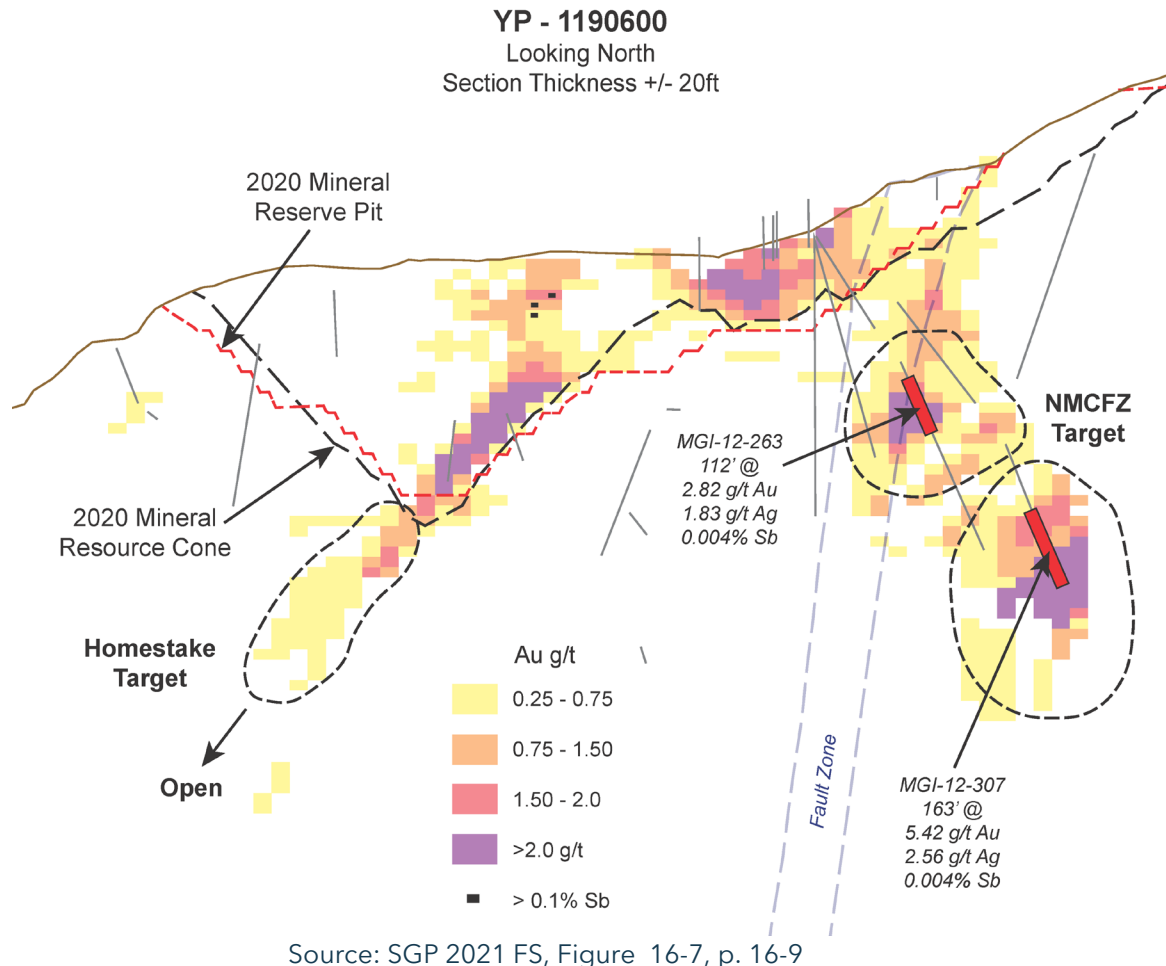 YP - 1190600
Looking North
Section Thickness +/- 20ft
2020 Mineral
Reserve Pit
2020 Mineral
Resource Cone
NMCFZ
Target
MGI-12-263
112' @
2.82 g/t Au
1.83 g/t Ag
0.004% Sb
Homestake
Target
Open
Au g/t
0.25 - 0.75
0.75 - 1.50
1.50 - 2.0
>2.0 g/t
> 0.1% Sb
Fault Zone
MGI-12-307
163' @
5.42 g/t Au
2.56 g/t Ag
0.004% Sb
Source: SGP 2021 FS, Figure 16-7, p. 16-9